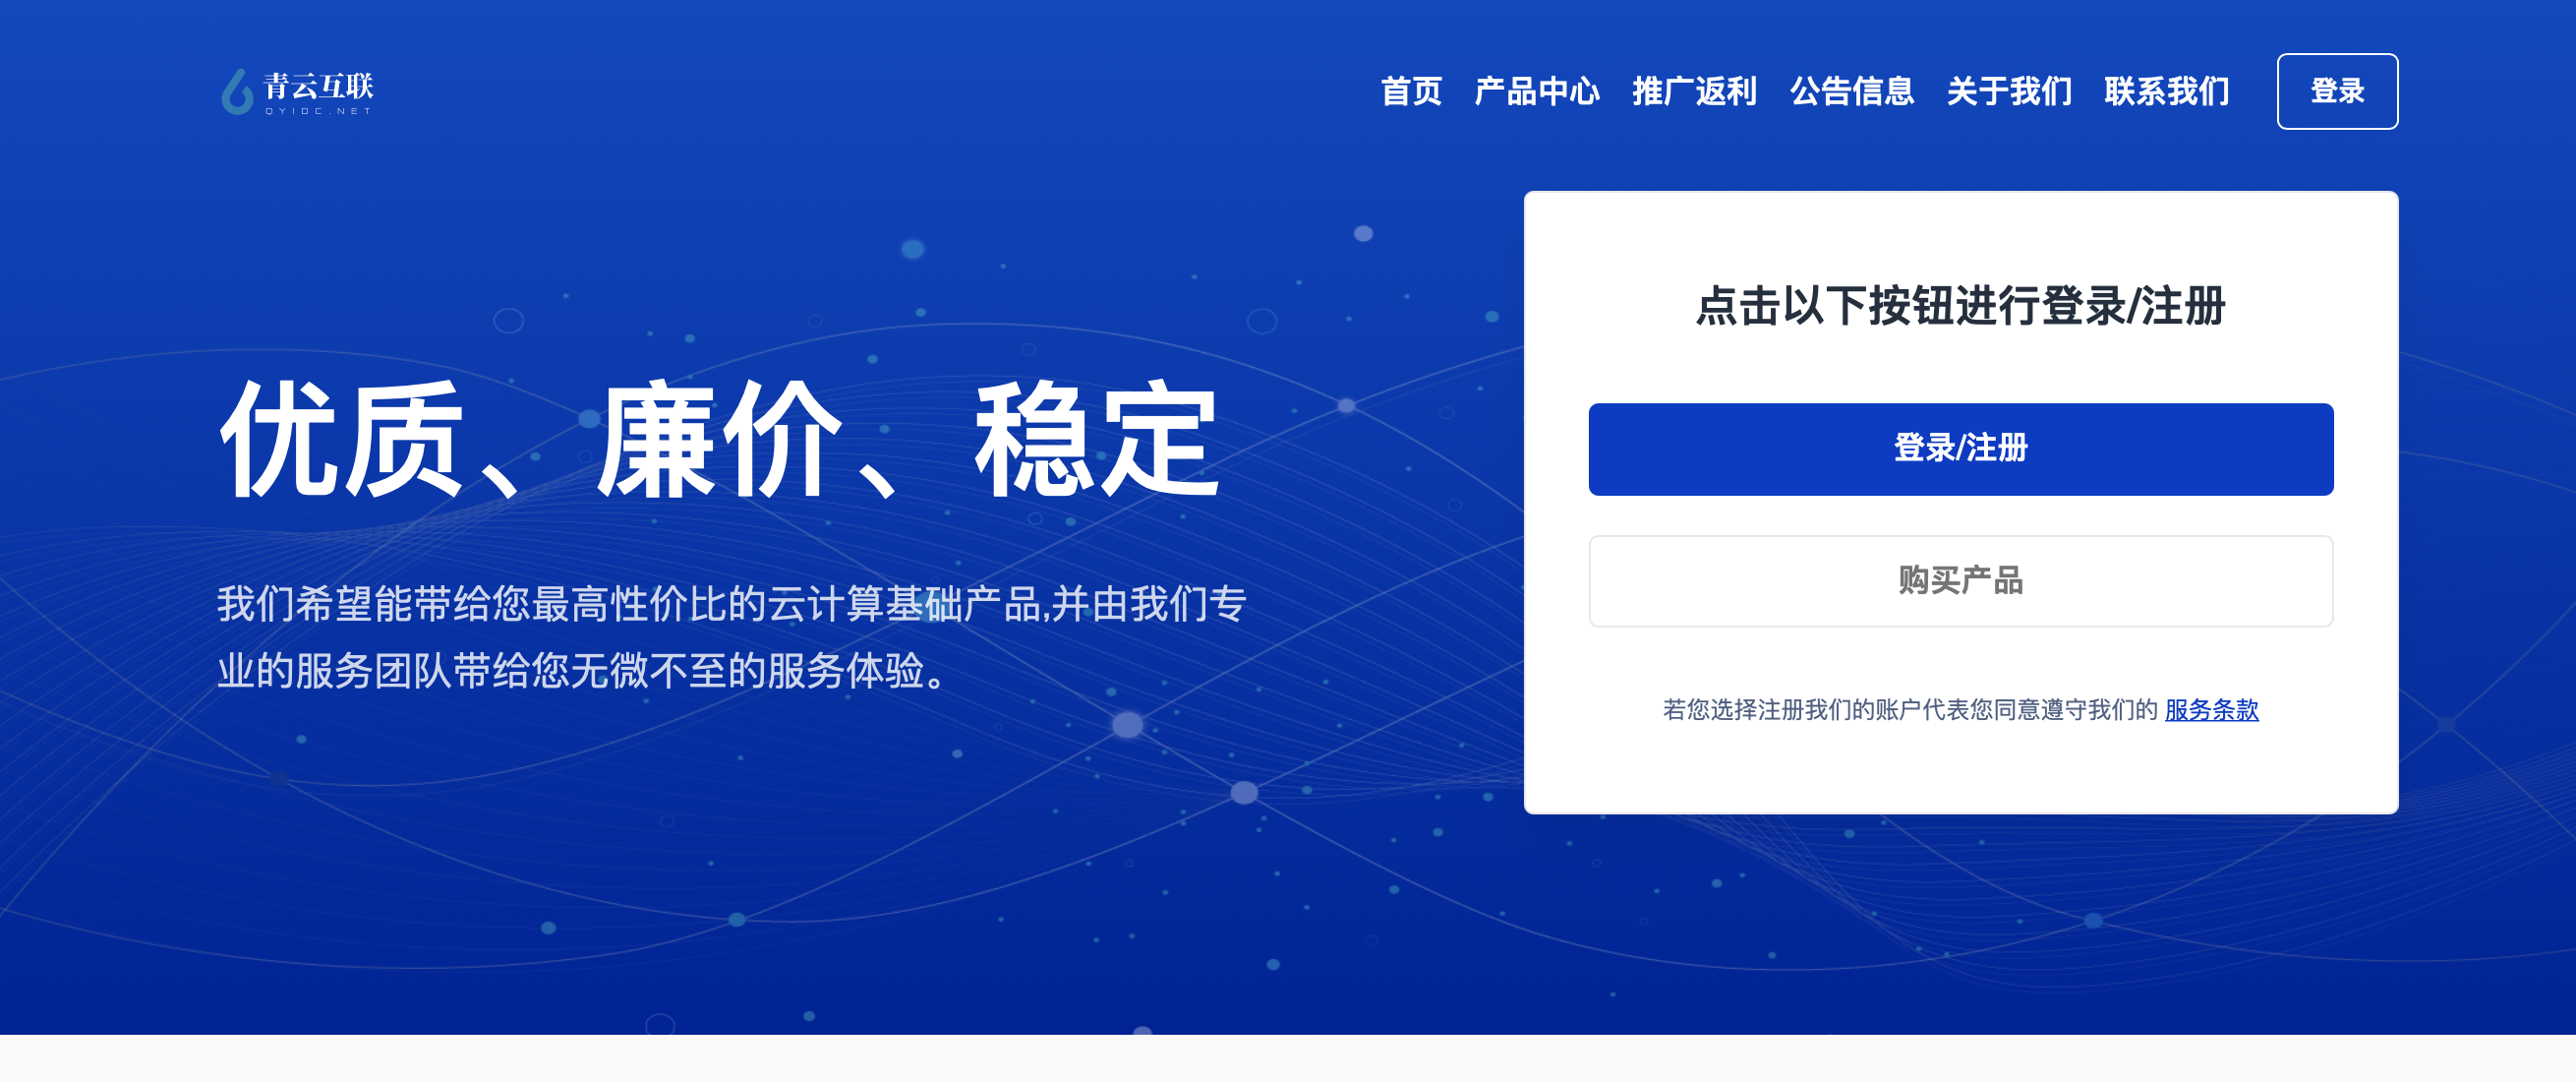 青云互联
QYIDC.NET
首页 产品中心 推广返利 公告信息 关于我们 联系我们 登录
优质、廉价、稳定
我们希望能带给您最高性价比的云计算基础产品,并由我们专
业的服务团队带给您无微不至的服务体验。
点击以下按钮进行登录/注册
登录/注册
购买产品
若您选择注册我们的账户代表您同意遵守我们的 服务条款